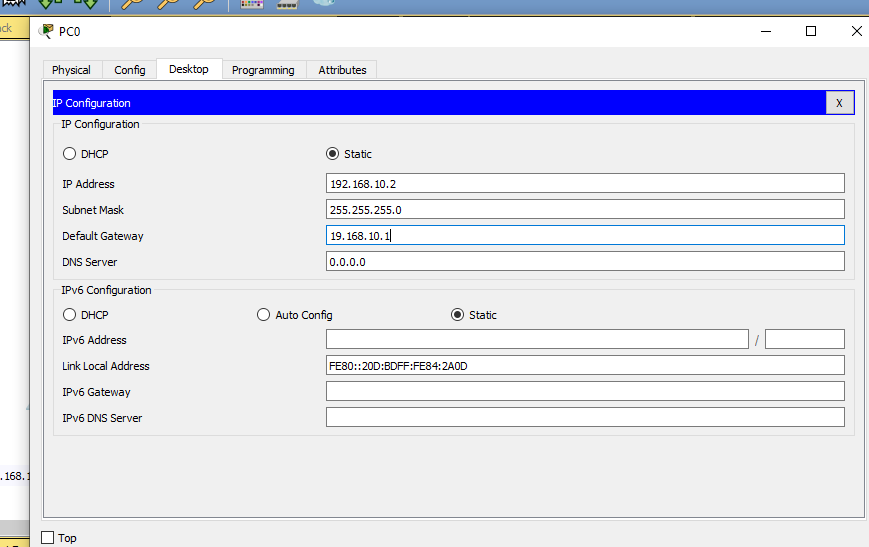 ck
PC0
Physical Config Desktop Programming Attributes
IP Configuration X
IP Configuration
DHCP Static
IP Address 192.168.10.2
Subnet Mask 255.255.255.0
Default Gateway 19.168.10.1
DNS Server 0.0.0.0
IPv6 Configuration
DHCP Auto Config Static
IPv6 Address /
Link Local Address FE80::20D:BDFF:FE84:2A0D
IPv6 Gateway
IPv6 DNS Server
.168.1
Top